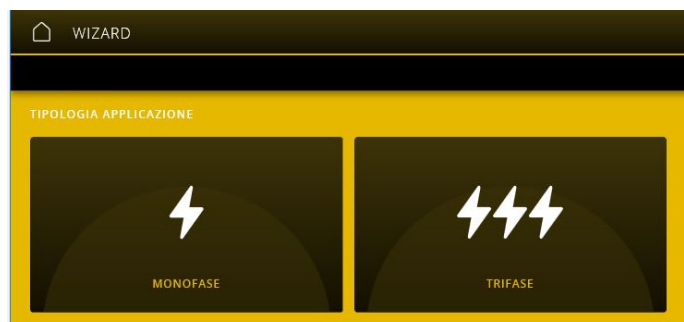 WIZARD
TIPOLOGIA APPLICAZIONE
MONOFASE
TRIFASE